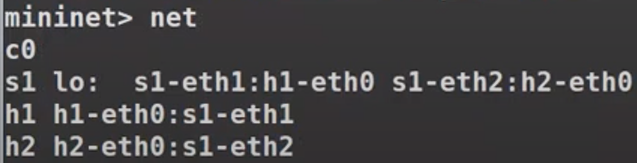 mininet> net
c0
s1 lo:  s1-eth1:h1-eth0 s1-eth2:h2-eth0
h1 h1-eth0:s1-eth1
h2 h2-eth0:s1-eth2